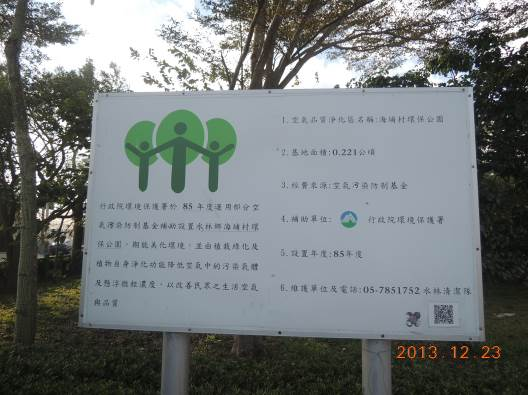 行政院環境保護署於 85 年度運用部分空
氣污染防制基金補助設置水林鄉海埔村環
保公園，期能美化環境，並由植栽綠化及
植物自身淨化功能降低空氣中的污染氣體
及懸浮微粒濃度，以改善民眾之生活空氣
與品質
1.空氣品質淨化區名稱:海埔村環保公園
2.基地面積:0.221公頃
3.經費來源:空氣污染防制基金
4.補助單位: 行政院環境保護署
5.設置年度:85年度
6.維護單位及電話:05-7851752 水林清潔隊
2013.12.23